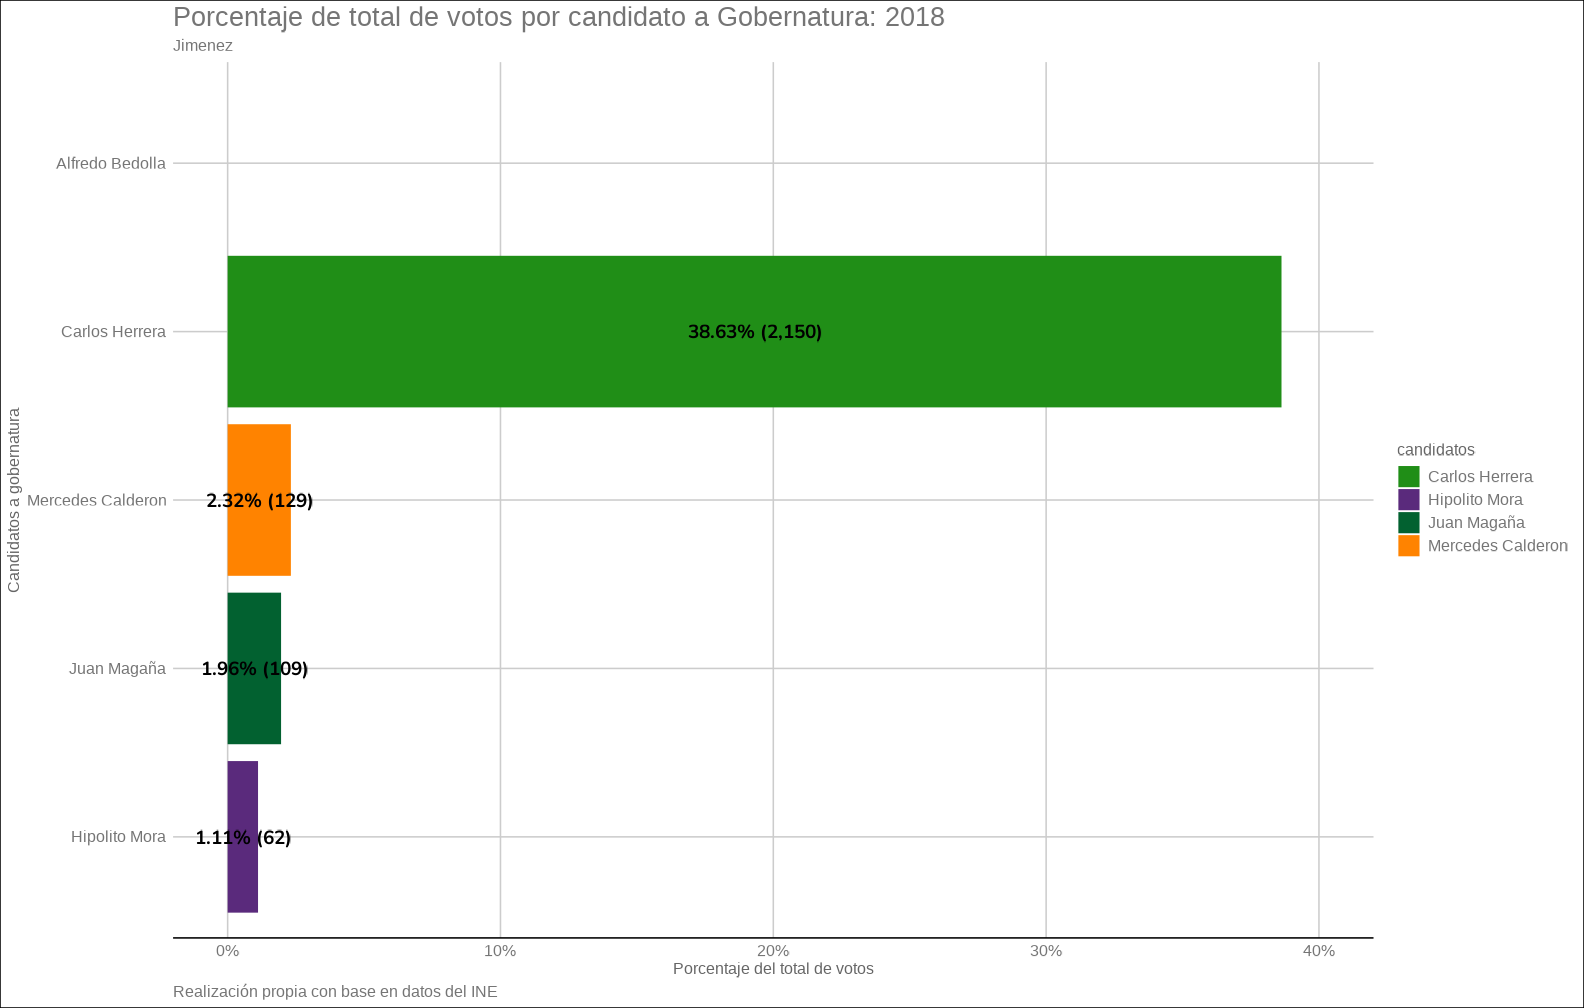 Porcentaje de total de votos por candidato a Gobernatura: 2018
Jimenez
Candidatos a gobernatura
Alfredo Bedolla
Carlos Herrera
38.63% (2,150)
Mercedes Calderon
2.32% (129)
Juan Magaña
1.96% (109)
Hipolito Mora
1.11% (62)
0% 10% 20% 30% 40%
Porcentaje del total de votos
Realización propia con base en datos del INE
candidatos
Carlos Herrera
Hipolito Mora
Juan Magaña
Mercedes Calderon